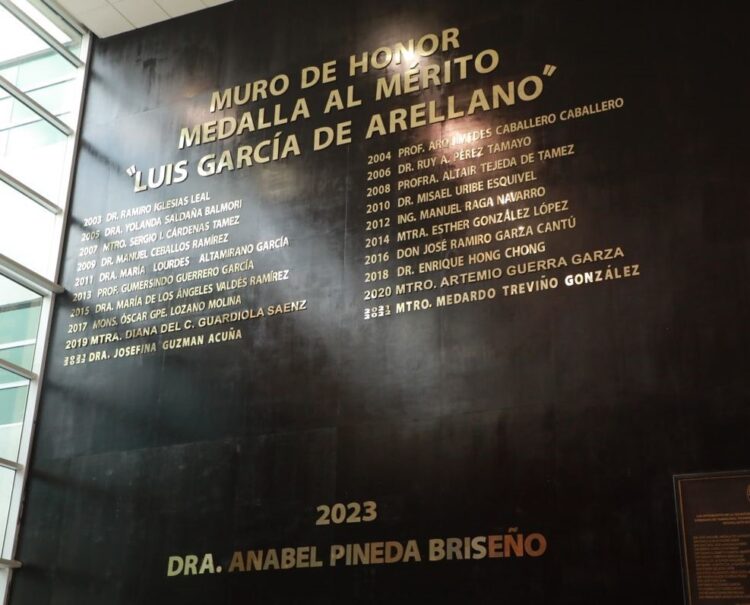 MURO DE HONOR
MEDALLA AL MÉRITO
"LUIS GARCÍA DE ARELLANO"
2003 DR. RAMIRO IGLESIAS LEAL
2005 DRA. YOLANDA SALDAÑA BALMORI
2007 MTRO. SERGIO I. CÁRDENAS TAMEZ
2009 DR. MANUEL CEBALLOS RAMÍREZ
2011 DRA. MARÍA LOURDES ALTAMIRANO GARCÍA
2013 PROF. GUMERSINDO GUERRERO GARCÍA
2015 DRA. MARÍA DE LOS ÁNGELES VALDÉS RAMÍREZ
2017 MONS. ÓSCAR GPE. LOZANO MOLINA
2019 MTRA. DIANA DEL C. GUARDIOLA SAENZ
DRA. JOSEFINA GUZMAN ACUÑA
2004 PROF. ARQUÍMEDES CABALLERO CABALLERO
2006 DR. RUY A. PÉREZ TAMAYO
2008 PROFRA. ALTAIR TEJEDA DE TAMEZ
2010 DR. MISAEL URIBE ESQUIVEL
2012 ING. MANUEL RAGA NAVARRO
2014 MTRA. ESTHER GONZÁLEZ LÓPEZ
2016 DON JOSÉ RAMIRO GARZA CANTÚ
2018 DR. ENRIQUE HONG CHONG
2020 MTRO. ARTEMIO GUERRA GARZA
MTRO. MEDARDO TREVIÑO GONZÁLEZ
2023
DRA. ANABEL PINEDA BRISEÑO